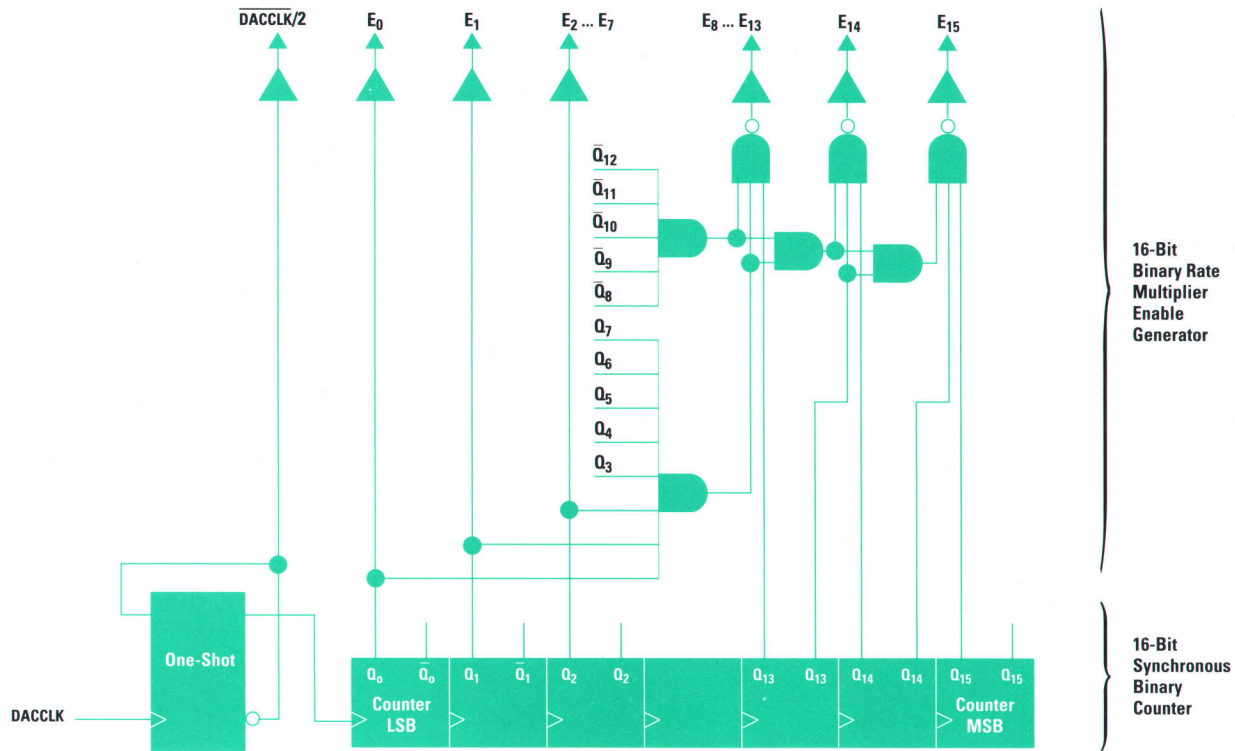 D̅A̅C̅C̅L̅K̅/2
E₀
E₁
E₂ ... E₇
E₈ ... E₁₃
E₁₄
E₁₅
Q̅₁₂
Q̅₁₁
Q̅₁₀
Q̅₉
Q̅₈
Q₇
Q₆
Q₅
Q₄
Q₃
16-Bit
Binary Rate
Multiplier
Enable
Generator
One-Shot
DACCLK
Q₀
Q̅₀
Q₁
Q̅₁
Q₂
Q₂
Q₁₃
Q₁₃
Q₁₄
Q₁₄
Q₁₅
Q₁₅
Counter
LSB
Counter
MSB
16-Bit
Synchronous
Binary
Counter